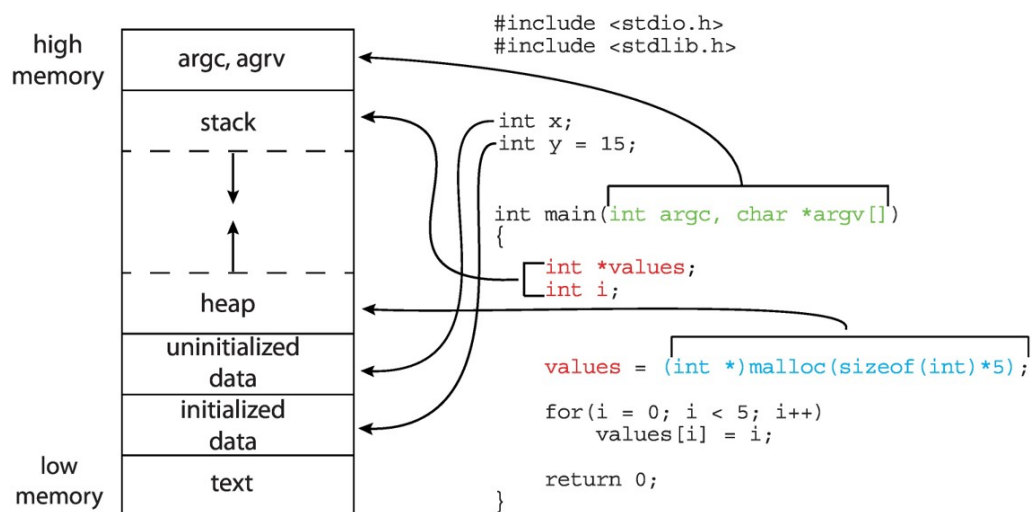 high
memory
argc, agrv
stack
heap
uninitialized
data
initialized
data
text
low
memory
#include <stdio.h>
#include <stdlib.h>
int x;
int y = 15;
int main(int argc, char *argv[])
{
int *values;
int i;
values = (int *)malloc(sizeof(int)*5);
for(i = 0; i < 5; i++)
values[i] = i;
return 0;
}